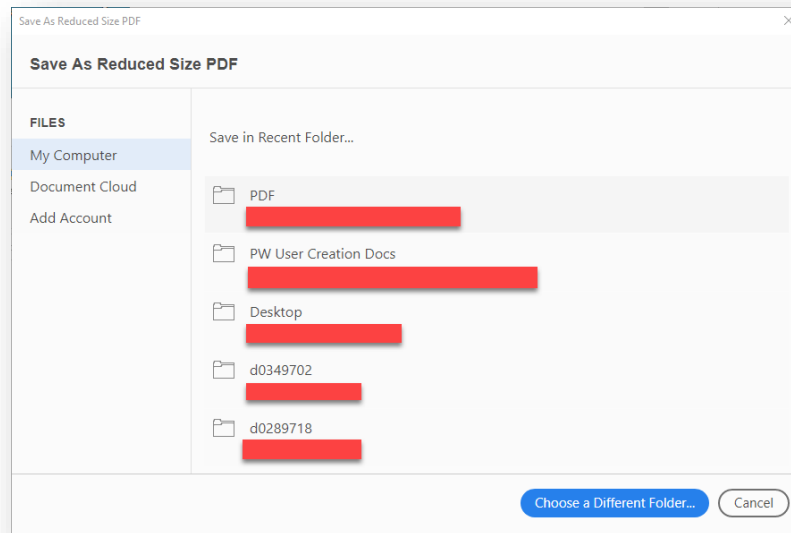 Save As Reduced Size PDF
Save As Reduced Size PDF
FILES
My Computer
Document Cloud
Add Account
Save in Recent Folder...
PDF
PW User Creation Docs
Desktop
d0349702
d0289718
Choose a Different Folder...
Cancel